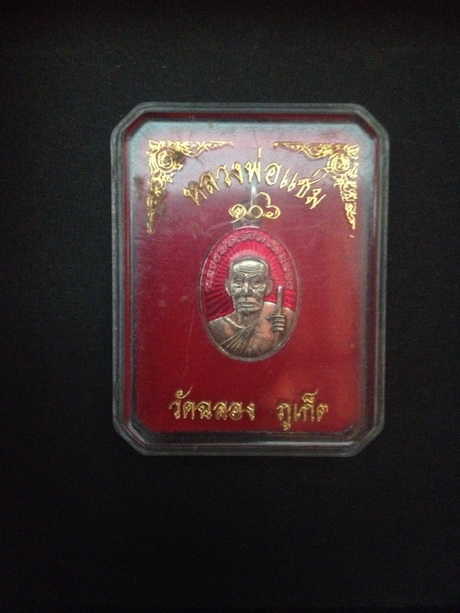 หลวงพ่อแช่ม
๑๐๖
วัดฉลอง ภูเก็ต